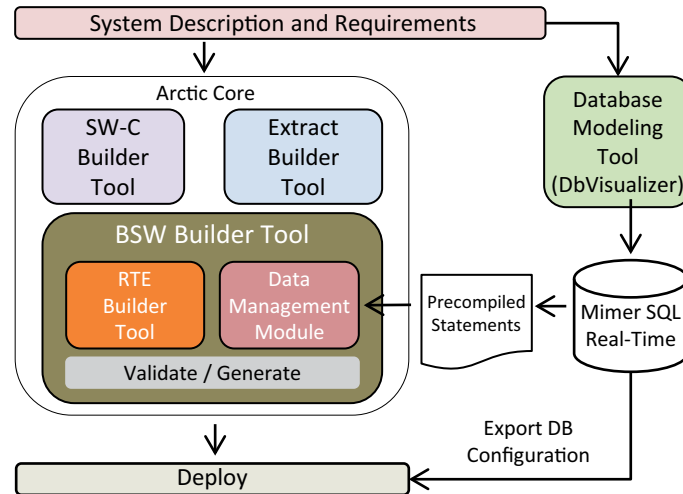 System Description and Requirements
Arctic Core
SW-C
Builder
Tool
Extract
Builder
Tool
Database
Modeling
Tool
(DbVisualizer)
BSW Builder Tool
RTE
Builder
Tool
Data
Management
Module
Validate / Generate
Precompiled
Statements
Mimer SQL
Real-Time
Export DB
Configuration
Deploy